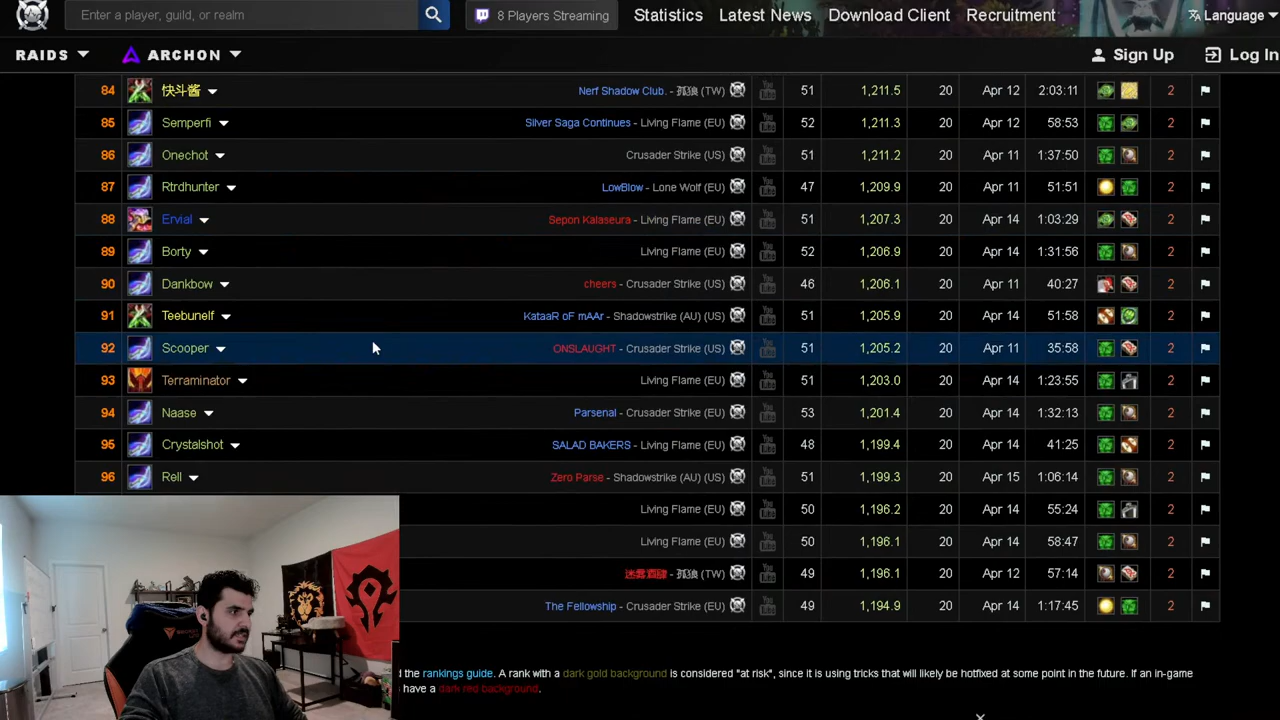 Enter a player, guild, or realm
8 Players Streaming
Statistics Latest News Download Client Recruitment
Language
RAIDS ARCHON Sign Up Log In
84 快斗酱 Nerf Shadow Club. - 孤狼 (TW) 51 1,211.5 20 Apr 12 2:03:11 2
85 Semperfi Silver Saga Continues - Living Flame (EU) 52 1,211.3 20 Apr 12 58:53 2
86 Onechot Crusader Strike (US) 51 1,211.2 20 Apr 11 1:37:50 2
87 Rtrdhunter LowBlow - Lone Wolf (EU) 47 1,209.9 20 Apr 11 51:51 2
88 Ervial Sepon Kalaseura - Living Flame (EU) 51 1,207.3 20 Apr 14 1:03:29 2
89 Borty Living Flame (EU) 52 1,206.9 20 Apr 14 1:31:56 2
90 Dankbow cheers - Crusader Strike (US) 46 1,206.1 20 Apr 11 40:27 2
91 Teebunelf KataaR oF mAAr - Shadowstrike (AU) (US) 51 1,205.9 20 Apr 14 51:58 2
92 Scooper ONSLAUGHT - Crusader Strike (US) 51 1,205.2 20 Apr 11 35:58 2
93 Terraminator Living Flame (EU) 51 1,203.0 20 Apr 14 1:23:55 2
94 Naase Parsenal - Crusader Strike (US) 53 1,201.4 20 Apr 14 1:32:13 2
95 Crystalshot SALAD BAKERS - Living Flame (EU) 48 1,199.4 20 Apr 14 41:25 2
96 Rell Zero Parse - Shadowstrike (AU) (US) 51 1,199.3 20 Apr 15 1:06:14 2
Living Flame (EU) 50 1,196.2 20 Apr 14 55:24 2
Living Flame (EU) 50 1,196.1 20 Apr 14 58:47 2
- 孤狼 (TW) 49 1,196.1 20 Apr 12 57:14 2
The Fellowship - Crusader Strike (US) 49 1,194.9 20 Apr 14 1:17:45 2
d the rankings guide. A rank with a dark gold background is considered "at risk", since it is using tricks that will likely be hotfixed at some point in the future. If an in-game
have a dark red background.